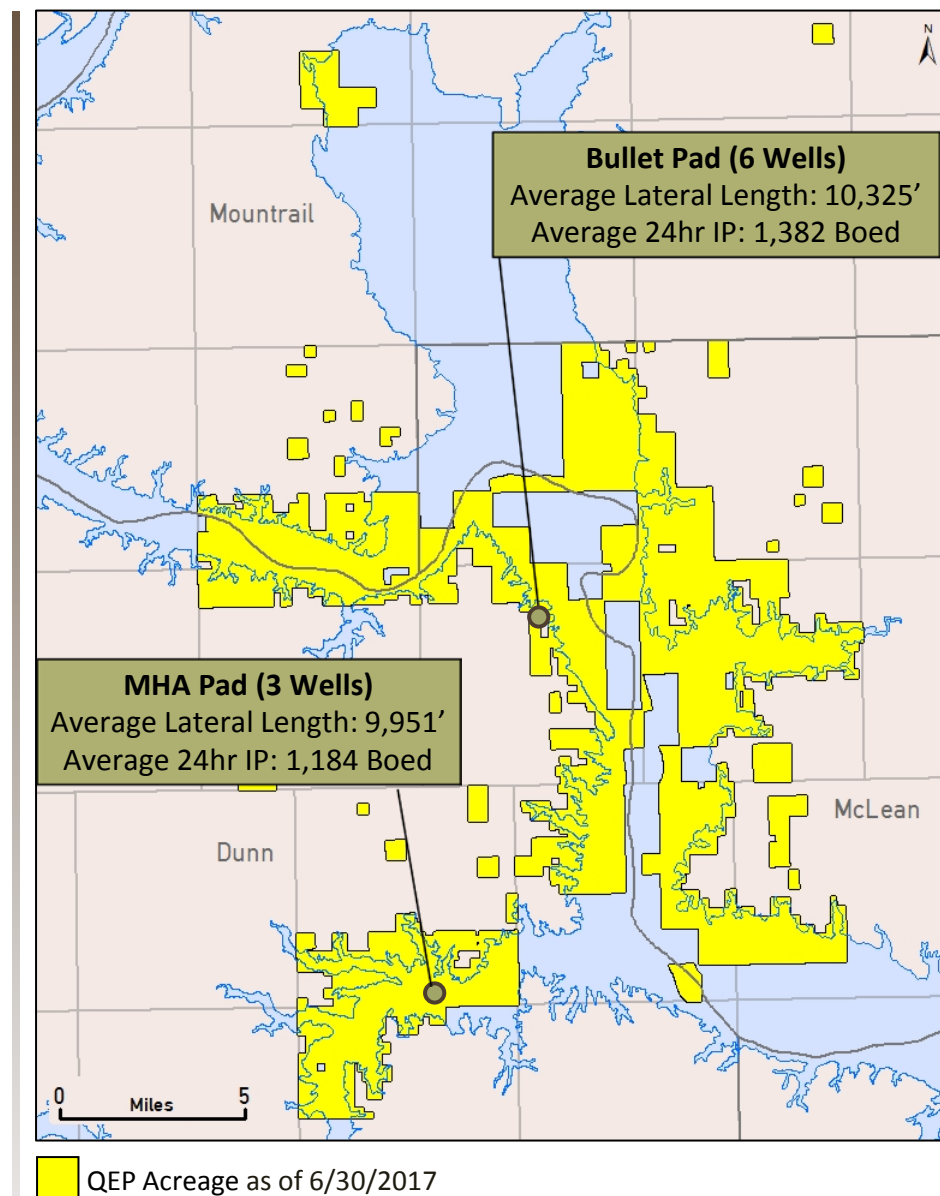 N
Bullet Pad (6 Wells)
Average Lateral Length: 10,325’
Average 24hr IP: 1,382 Boed
Mountrail
MHA Pad (3 Wells)
Average Lateral Length: 9,951’
Average 24hr IP: 1,184 Boed
McLean
Dunn
0 Miles 5
QEP Acreage as of 6/30/2017